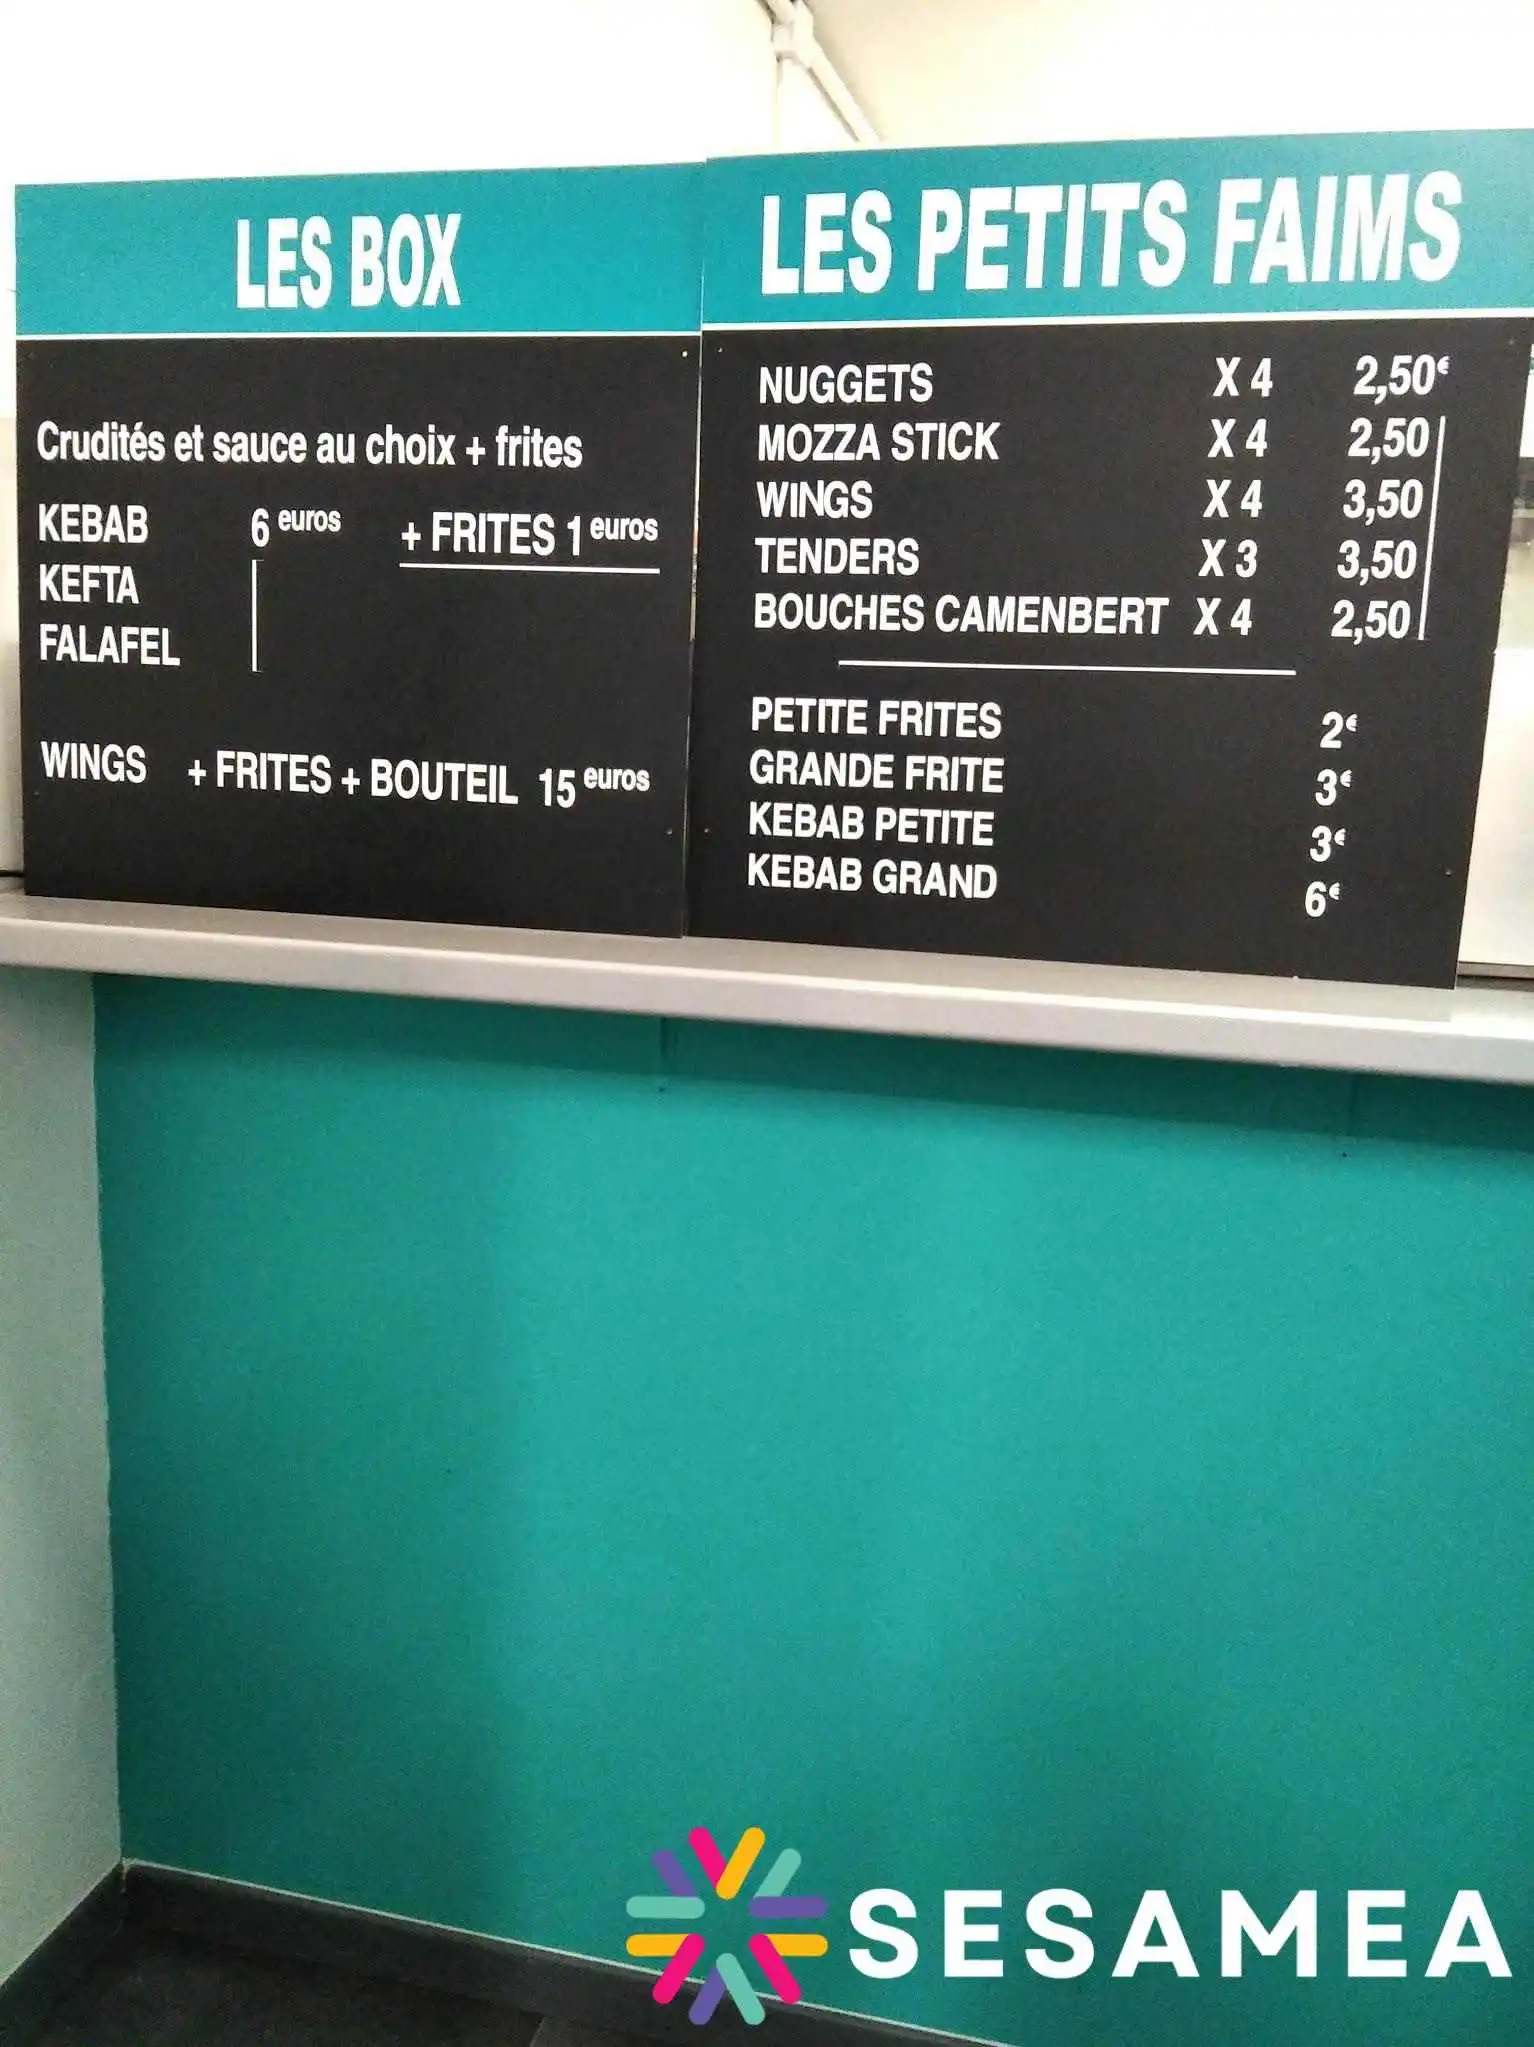 LES BOX
Crudités et sauce au choix + frites
KEBAB 6 euros + FRITES 1 euros
KEFTA
FALAFEL
WINGS + FRITES + BOUTEIL 15 euros
LES PETITS FAIMS
NUGGETS X 4 2,50€
MOZZA STICK X 4 2,50
WINGS X 4 3,50
TENDERS X 3 3,50
BOUCHES CAMENBERT X 4 2,50
PETITE FRITES 2€
GRANDE FRITE 3€
KEBAB PETITE 3€
KEBAB GRAND 6€
SESAMEA